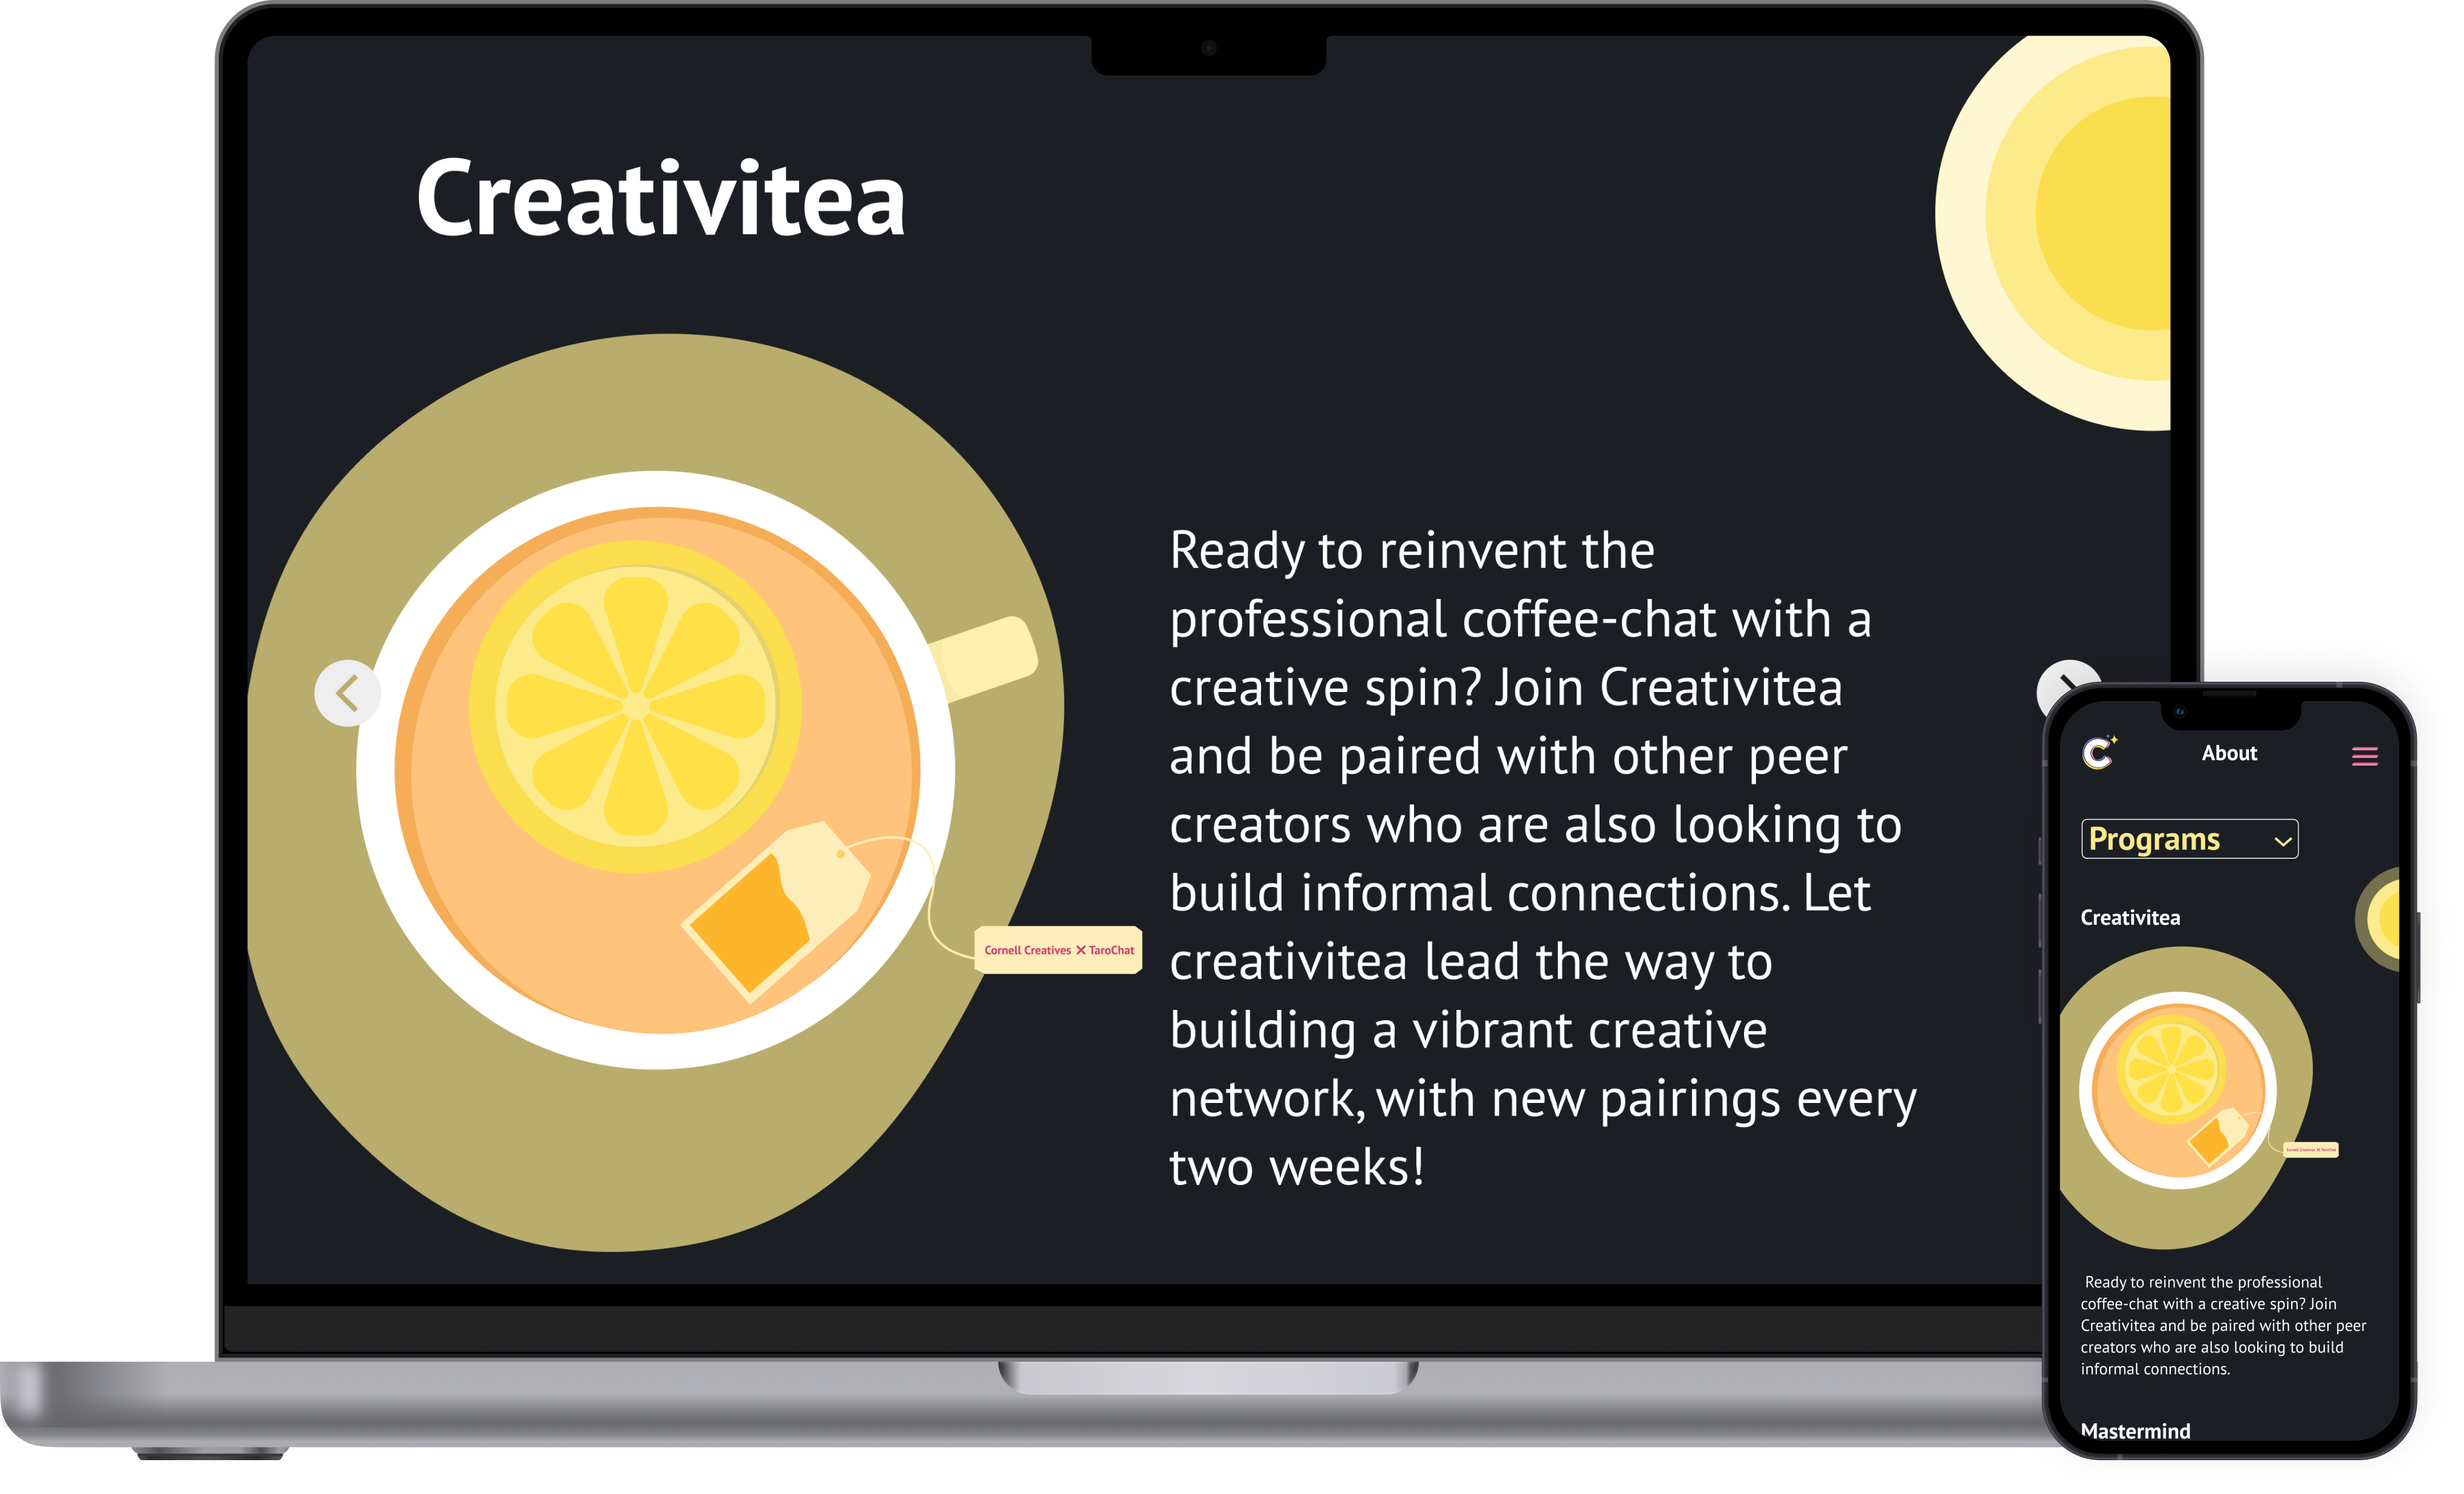 Creativitea
Ready to reinvent the
professional coffee-chat with a
creative spin? Join Creativitea
and be paired with other peer
creators who are also looking to
build informal connections. Let
creativitea lead the way to
building a vibrant creative
network, with new pairings every
two weeks!
Cornell Creatives ✕ TaroChat
C
About
Programs
Creativitea
Cornell Creatives ✕ TaroChat
Ready to reinvent the professional
coffee-chat with a creative spin? Join
Creativitea and be paired with other peer
creators who are also looking to build
informal connections.
Mastermind